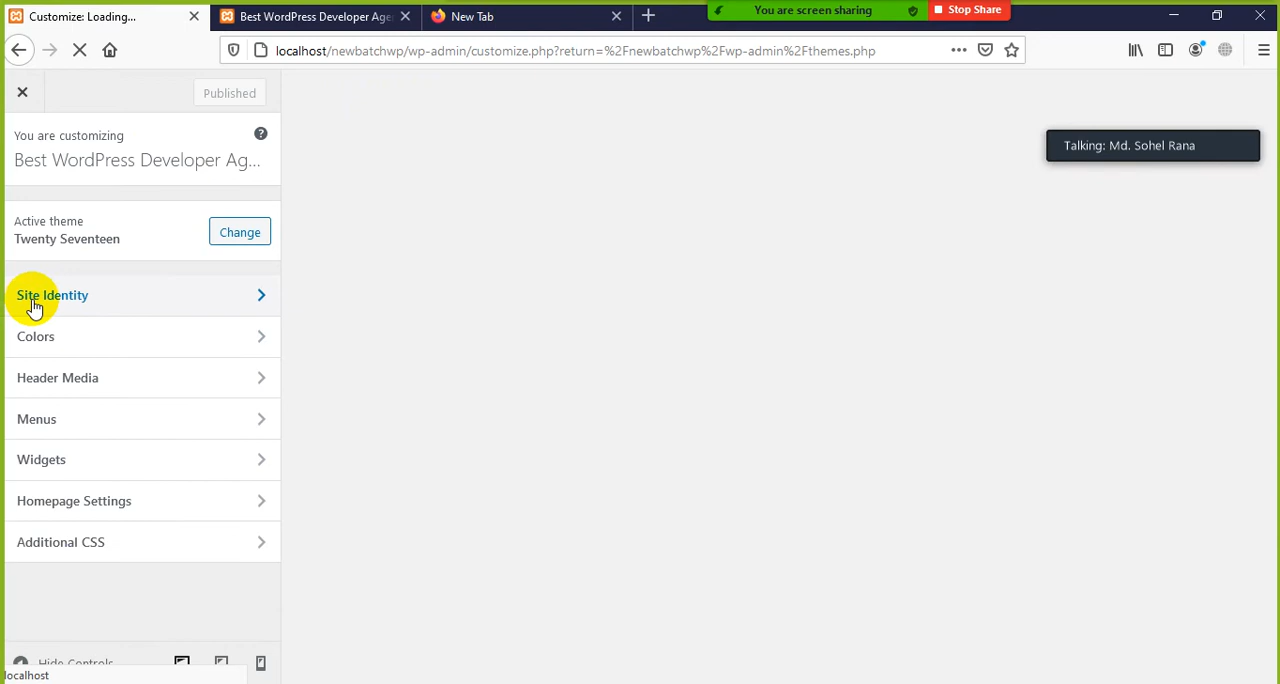 Customize: Loading...
Best WordPress Developer Age
New Tab
You are screen sharing
Stop Share
localhost/newbatchwp/wp-admin/customize.php?return=%2Fnewbatchwp%2Fwp-admin%2Fthemes.php
Published
You are customizing
Best WordPress Developer Ag...
Talking: Md. Sohel Rana
Active theme
Twenty Seventeen
Change
Site Identity
Colors
Header Media
Menus
Widgets
Homepage Settings
Additional CSS
Hide Controls
localhost